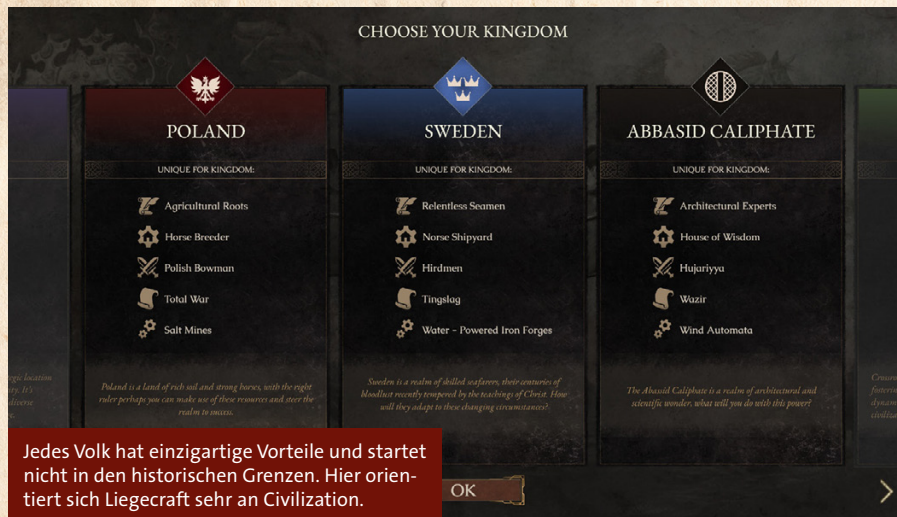 CHOOSE YOUR KINGDOM
POLAND
UNIQUE FOR KINGDOM:
Agricultural Roots
Horse Breeder
Polish Bowman
Total War
Salt Mines
Poland is a land of rich soil and strong horses, with the right
ruler perhaps you can make use of these resources and steer the
realm to success.
SWEDEN
UNIQUE FOR KINGDOM:
Relentless Seamen
Norse Shipyard
Hirdmen
Tingslag
Water - Powered Iron Forges
Sweden is a realm of skilled seafarers, their centuries of
bloodlust recently tempered by the teachings of Christ. How
will they adapt to these changing circumstances?
ABBASID CALIPHATE
UNIQUE FOR KINGDOM:
Architectural Experts
House of Wisdom
Hujariyya
Wazir
Wind Automata
The Abassid Caliphate is a realm of architectural and
scientific wonder, what will you do with this power?
location
It's
diverse
Jedes Volk hat einzigartige Vorteile und startet
nicht in den historischen Grenzen. Hier orien-
tiert sich Liegecraft sehr an Civilization.
OK